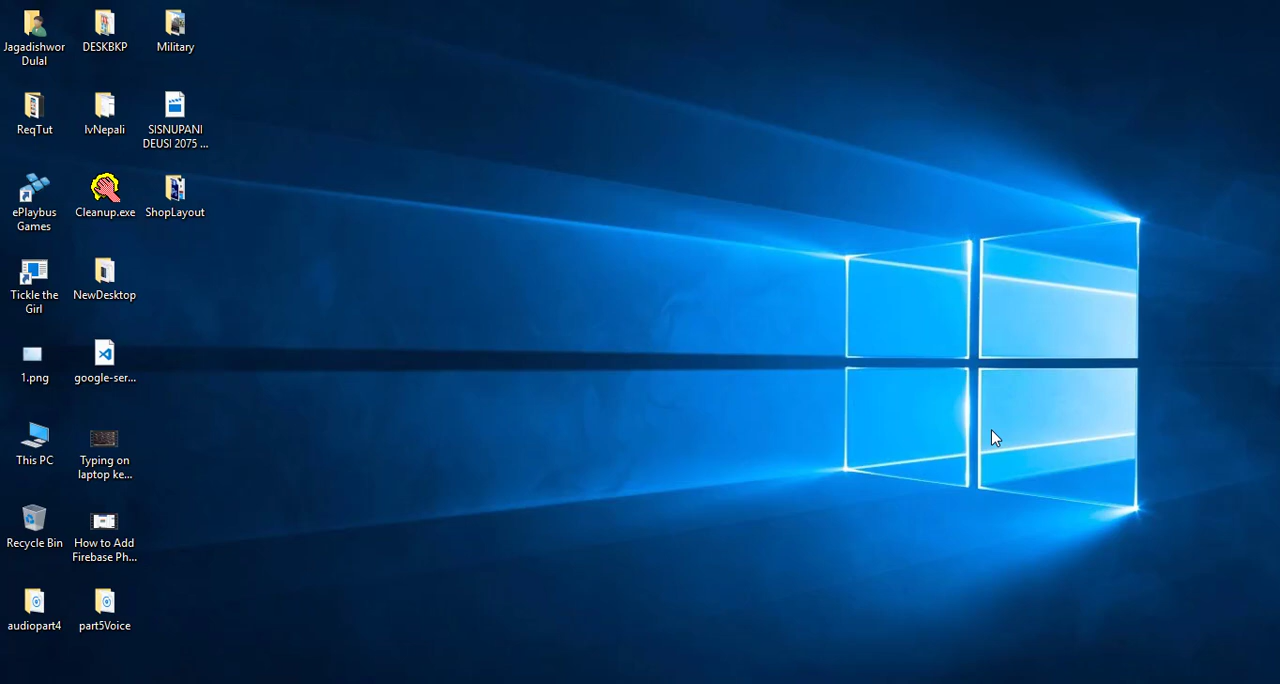 Jagadishwor
Dulal
DESKBKP
Military
ReqTut
IvNepali
SISNUPANI
DEUSI 2075 ...
ePlaybus
Games
Cleanup.exe
ShopLayout
Tickle the
Girl
NewDesktop
1.png
google-ser...
This PC
Typing on
laptop ke...
Recycle Bin
How to Add
Firebase Ph...
audiopart4
part5Voice